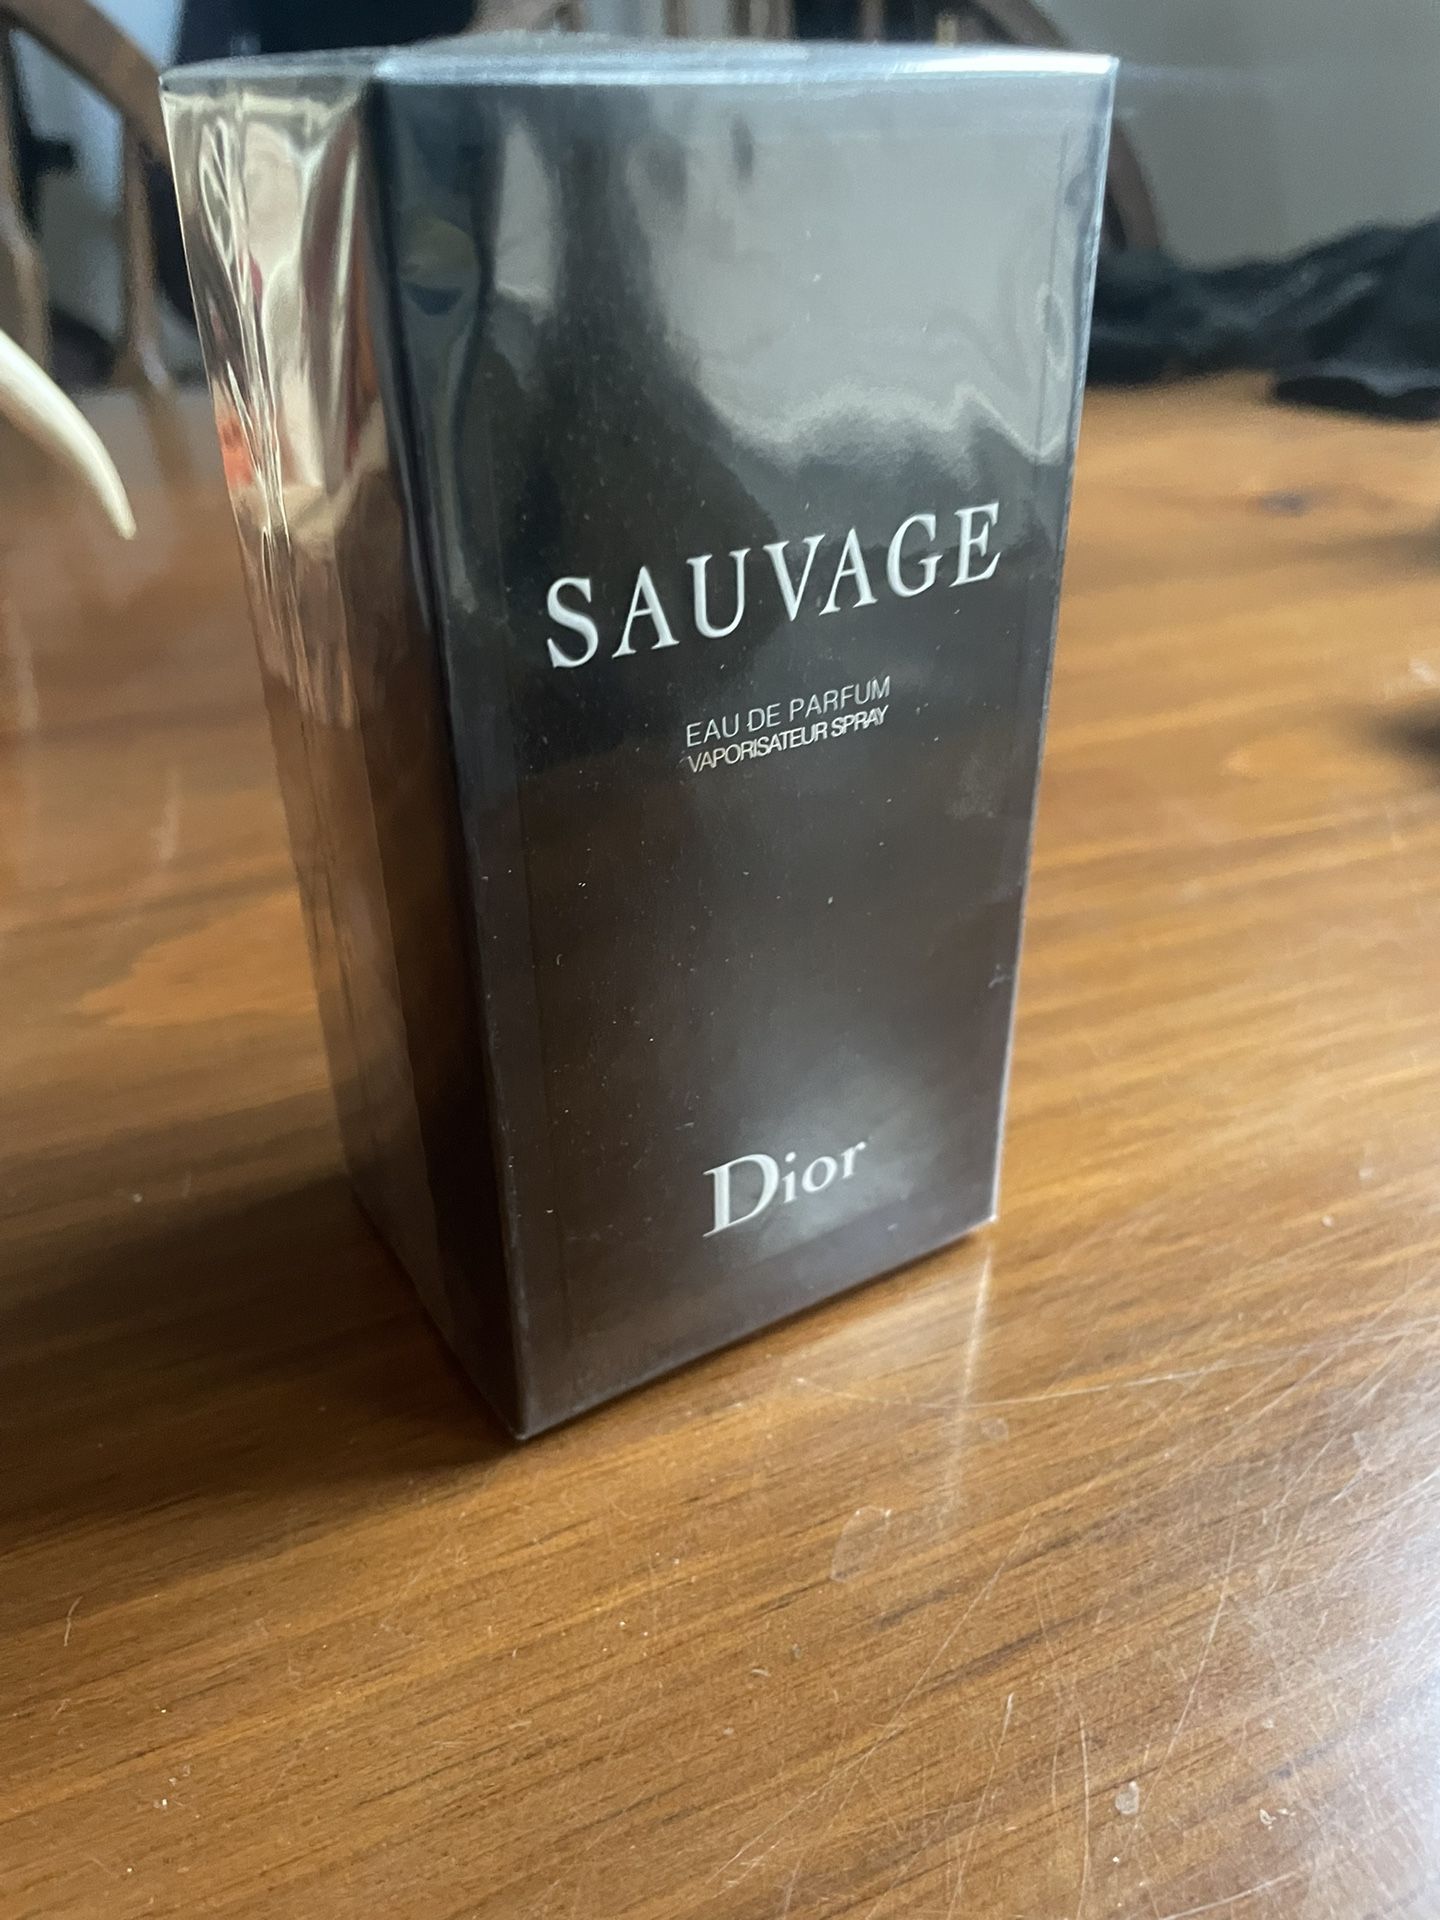 SAUVAGE
EAU DE PARFUM
VAPORISATEUR SPRAY
Dior